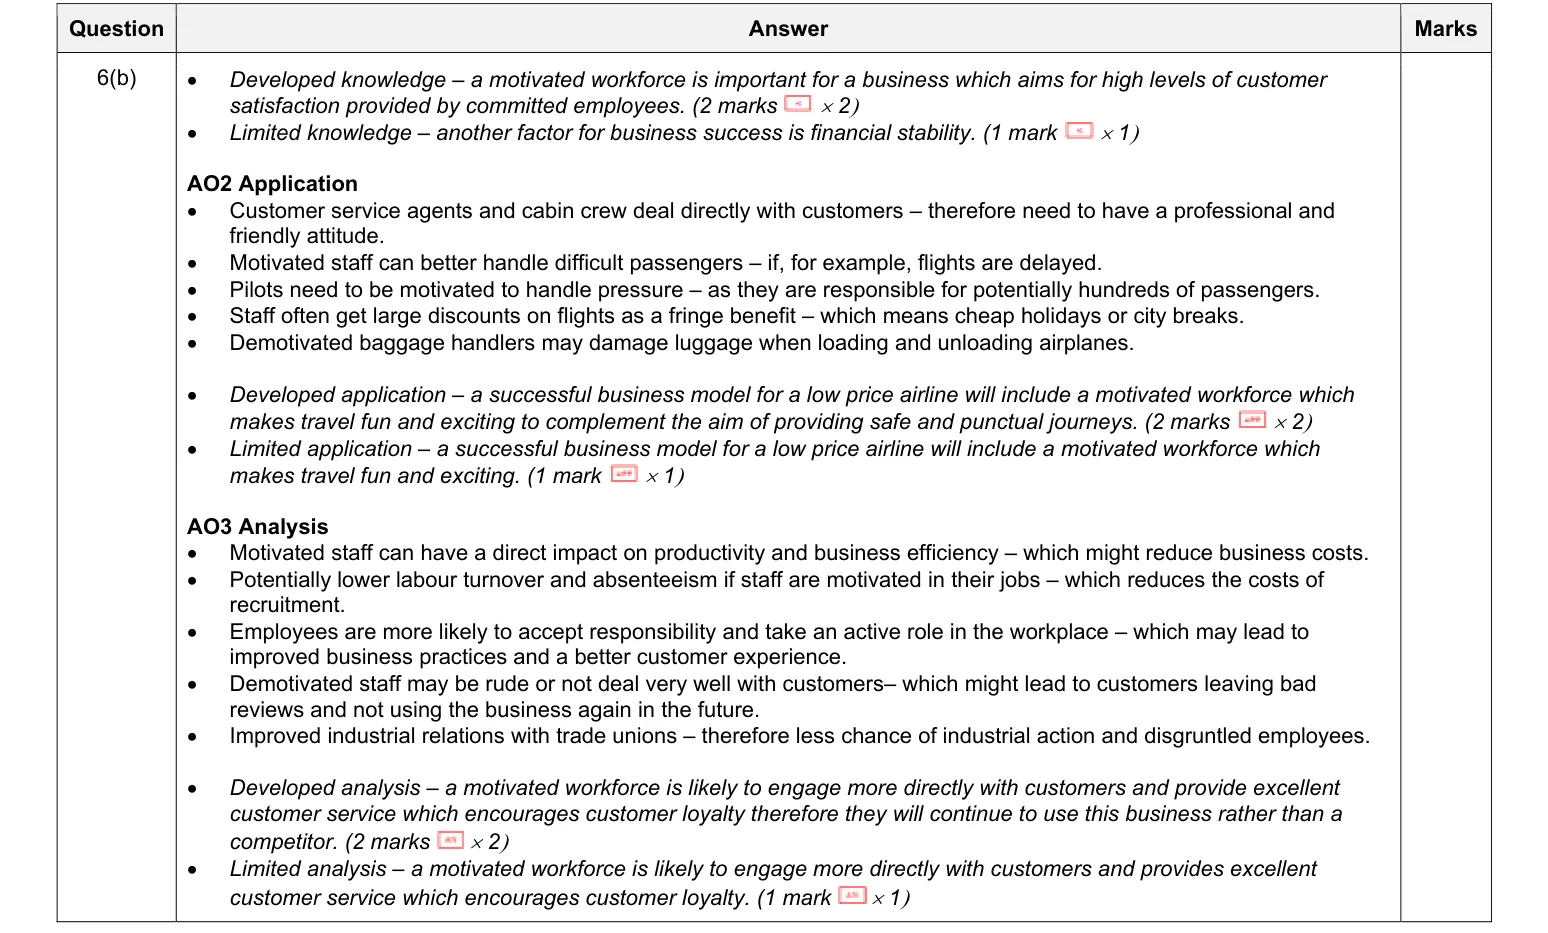 Question Answer Marks
6(b)
• Developed knowledge – a motivated workforce is important for a business which aims for high levels of customer
satisfaction provided by committed employees. (2 marks × 2)
• Limited knowledge – another factor for business success is financial stability. (1 mark × 1)
AO2 Application
• Customer service agents and cabin crew deal directly with customers – therefore need to have a professional and
friendly attitude.
• Motivated staff can better handle difficult passengers – if, for example, flights are delayed.
• Pilots need to be motivated to handle pressure – as they are responsible for potentially hundreds of passengers.
• Staff often get large discounts on flights as a fringe benefit – which means cheap holidays or city breaks.
• Demotivated baggage handlers may damage luggage when loading and unloading airplanes.
• Developed application – a successful business model for a low price airline will include a motivated workforce which
makes travel fun and exciting to complement the aim of providing safe and punctual journeys. (2 marks APP × 2)
• Limited application – a successful business model for a low price airline will include a motivated workforce which
makes travel fun and exciting. (1 mark APP × 1)
AO3 Analysis
• Motivated staff can have a direct impact on productivity and business efficiency – which might reduce business costs.
• Potentially lower labour turnover and absenteeism if staff are motivated in their jobs – which reduces the costs of
recruitment.
• Employees are more likely to accept responsibility and take an active role in the workplace – which may lead to
improved business practices and a better customer experience.
• Demotivated staff may be rude or not deal very well with customers– which might lead to customers leaving bad
reviews and not using the business again in the future.
• Improved industrial relations with trade unions – therefore less chance of industrial action and disgruntled employees.
• Developed analysis – a motivated workforce is likely to engage more directly with customers and provide excellent
customer service which encourages customer loyalty therefore they will continue to use this business rather than a
competitor. (2 marks AN × 2)
• Limited analysis – a motivated workforce is likely to engage more directly with customers and provides excellent
customer service which encourages customer loyalty. (1 mark AN × 1)